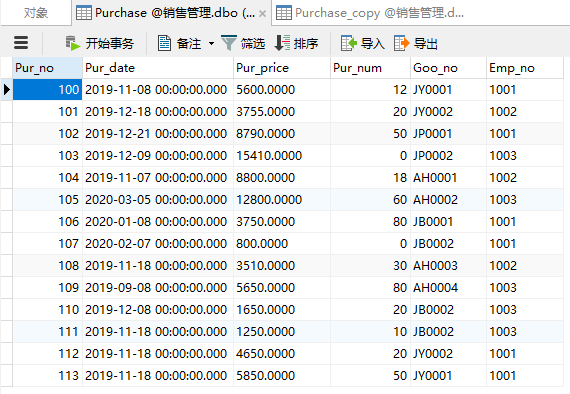 对象 Purchase @销售管理.dbo (... Purchase_copy @销售管理.d...
开始事务 备注 筛选 排序 导入 导出
Pur_no Pur_date Pur_price Pur_num Goo_no Emp_no
100 2019-11-08 00:00:00.000 5600.0000 12 JY0001 1001
101 2019-12-18 00:00:00.000 3755.0000 20 JY0002 1002
102 2019-12-21 00:00:00.000 8790.0000 50 JP0001 1001
103 2019-12-09 00:00:00.000 15410.0000 0 JP0002 1003
104 2019-11-07 00:00:00.000 8800.0000 18 AH0001 1002
105 2020-03-05 00:00:00.000 12800.0000 60 AH0002 1003
106 2020-01-08 00:00:00.000 3750.0000 80 JB0001 1001
107 2020-02-07 00:00:00.000 800.0000 0 JB0002 1001
108 2019-11-18 00:00:00.000 3510.0000 30 AH0003 1002
109 2019-09-08 00:00:00.000 5650.0000 80 AH0004 1003
110 2019-12-08 00:00:00.000 1650.0000 20 JB0002 1003
111 2019-11-18 00:00:00.000 1250.0000 10 JB0002 1003
112 2019-11-18 00:00:00.000 4650.0000 20 JY0002 1001
113 2019-11-18 00:00:00.000 5850.0000 50 JY0001 1001